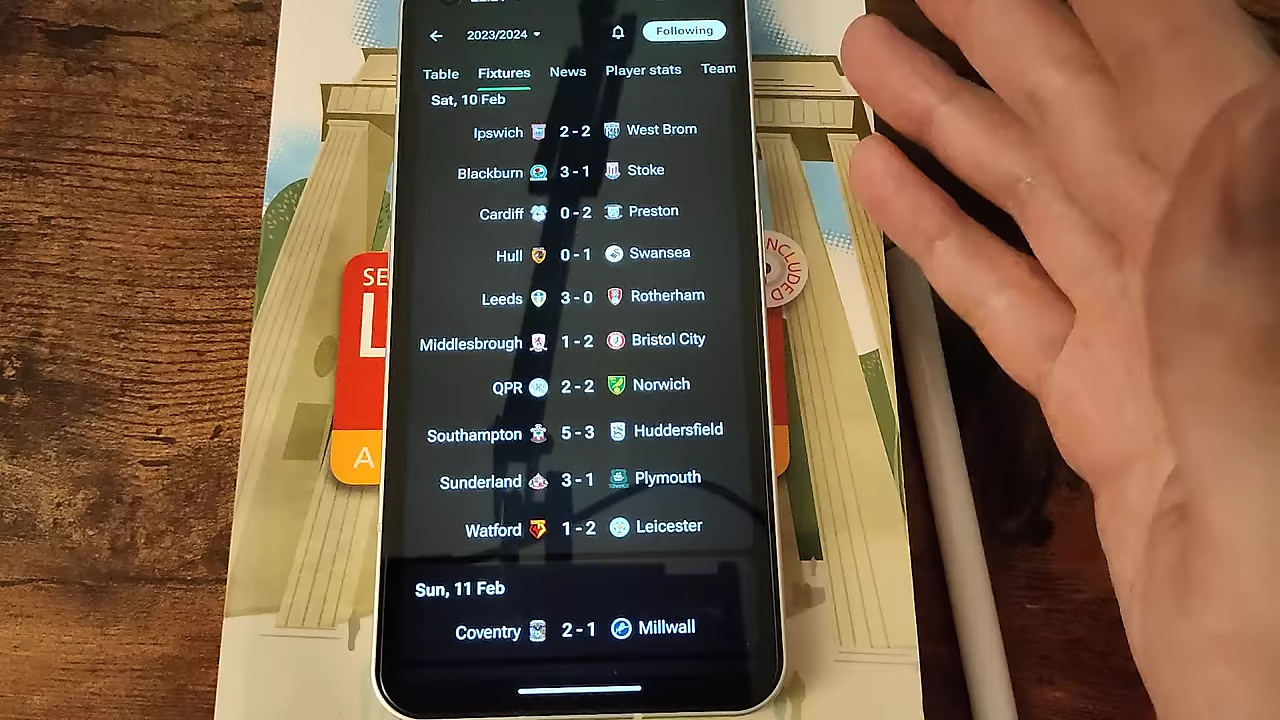 2023/2024
Following
Table Fixtures News Player stats Team
Sat, 10 Feb
Ipswich 2 - 2 West Brom
Blackburn 3 - 1 Stoke
Cardiff 0 - 2 Preston
Hull 0 - 1 Swansea
Leeds 3 - 0 Rotherham
Middlesbrough 1 - 2 Bristol City
QPR 2 - 2 Norwich
Southampton 5 - 3 Huddersfield
Sunderland 3 - 1 Plymouth
Watford 1 - 2 Leicester
Sun, 11 Feb
Coventry 2 - 1 Millwall
SE
L
A
INCLUDED